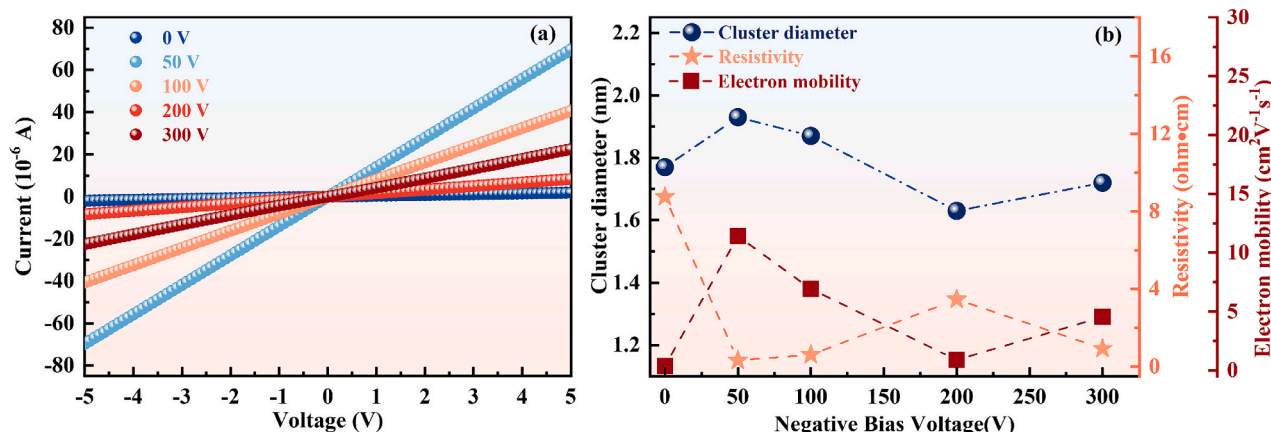 (a)
0 V
50 V
100 V
200 V
300 V
80
60
40
20
0
-20
-40
-60
-80
Current (10⁻⁶ A)
-5 -4 -3 -2 -1 0 1 2 3 4 5
Voltage (V)
(b)
Cluster diameter
Resistivity
Electron mobility
2.2
2.0
1.8
1.6
1.4
1.2
Cluster diameter (nm)
0 50 100 150 200 250 300
Negative Bias Voltage(V)
16
12
8
4
0
Resistivity (ohm•cm)
30
25
20
15
10
5
0
Electron mobility (cm²V⁻¹s⁻¹)